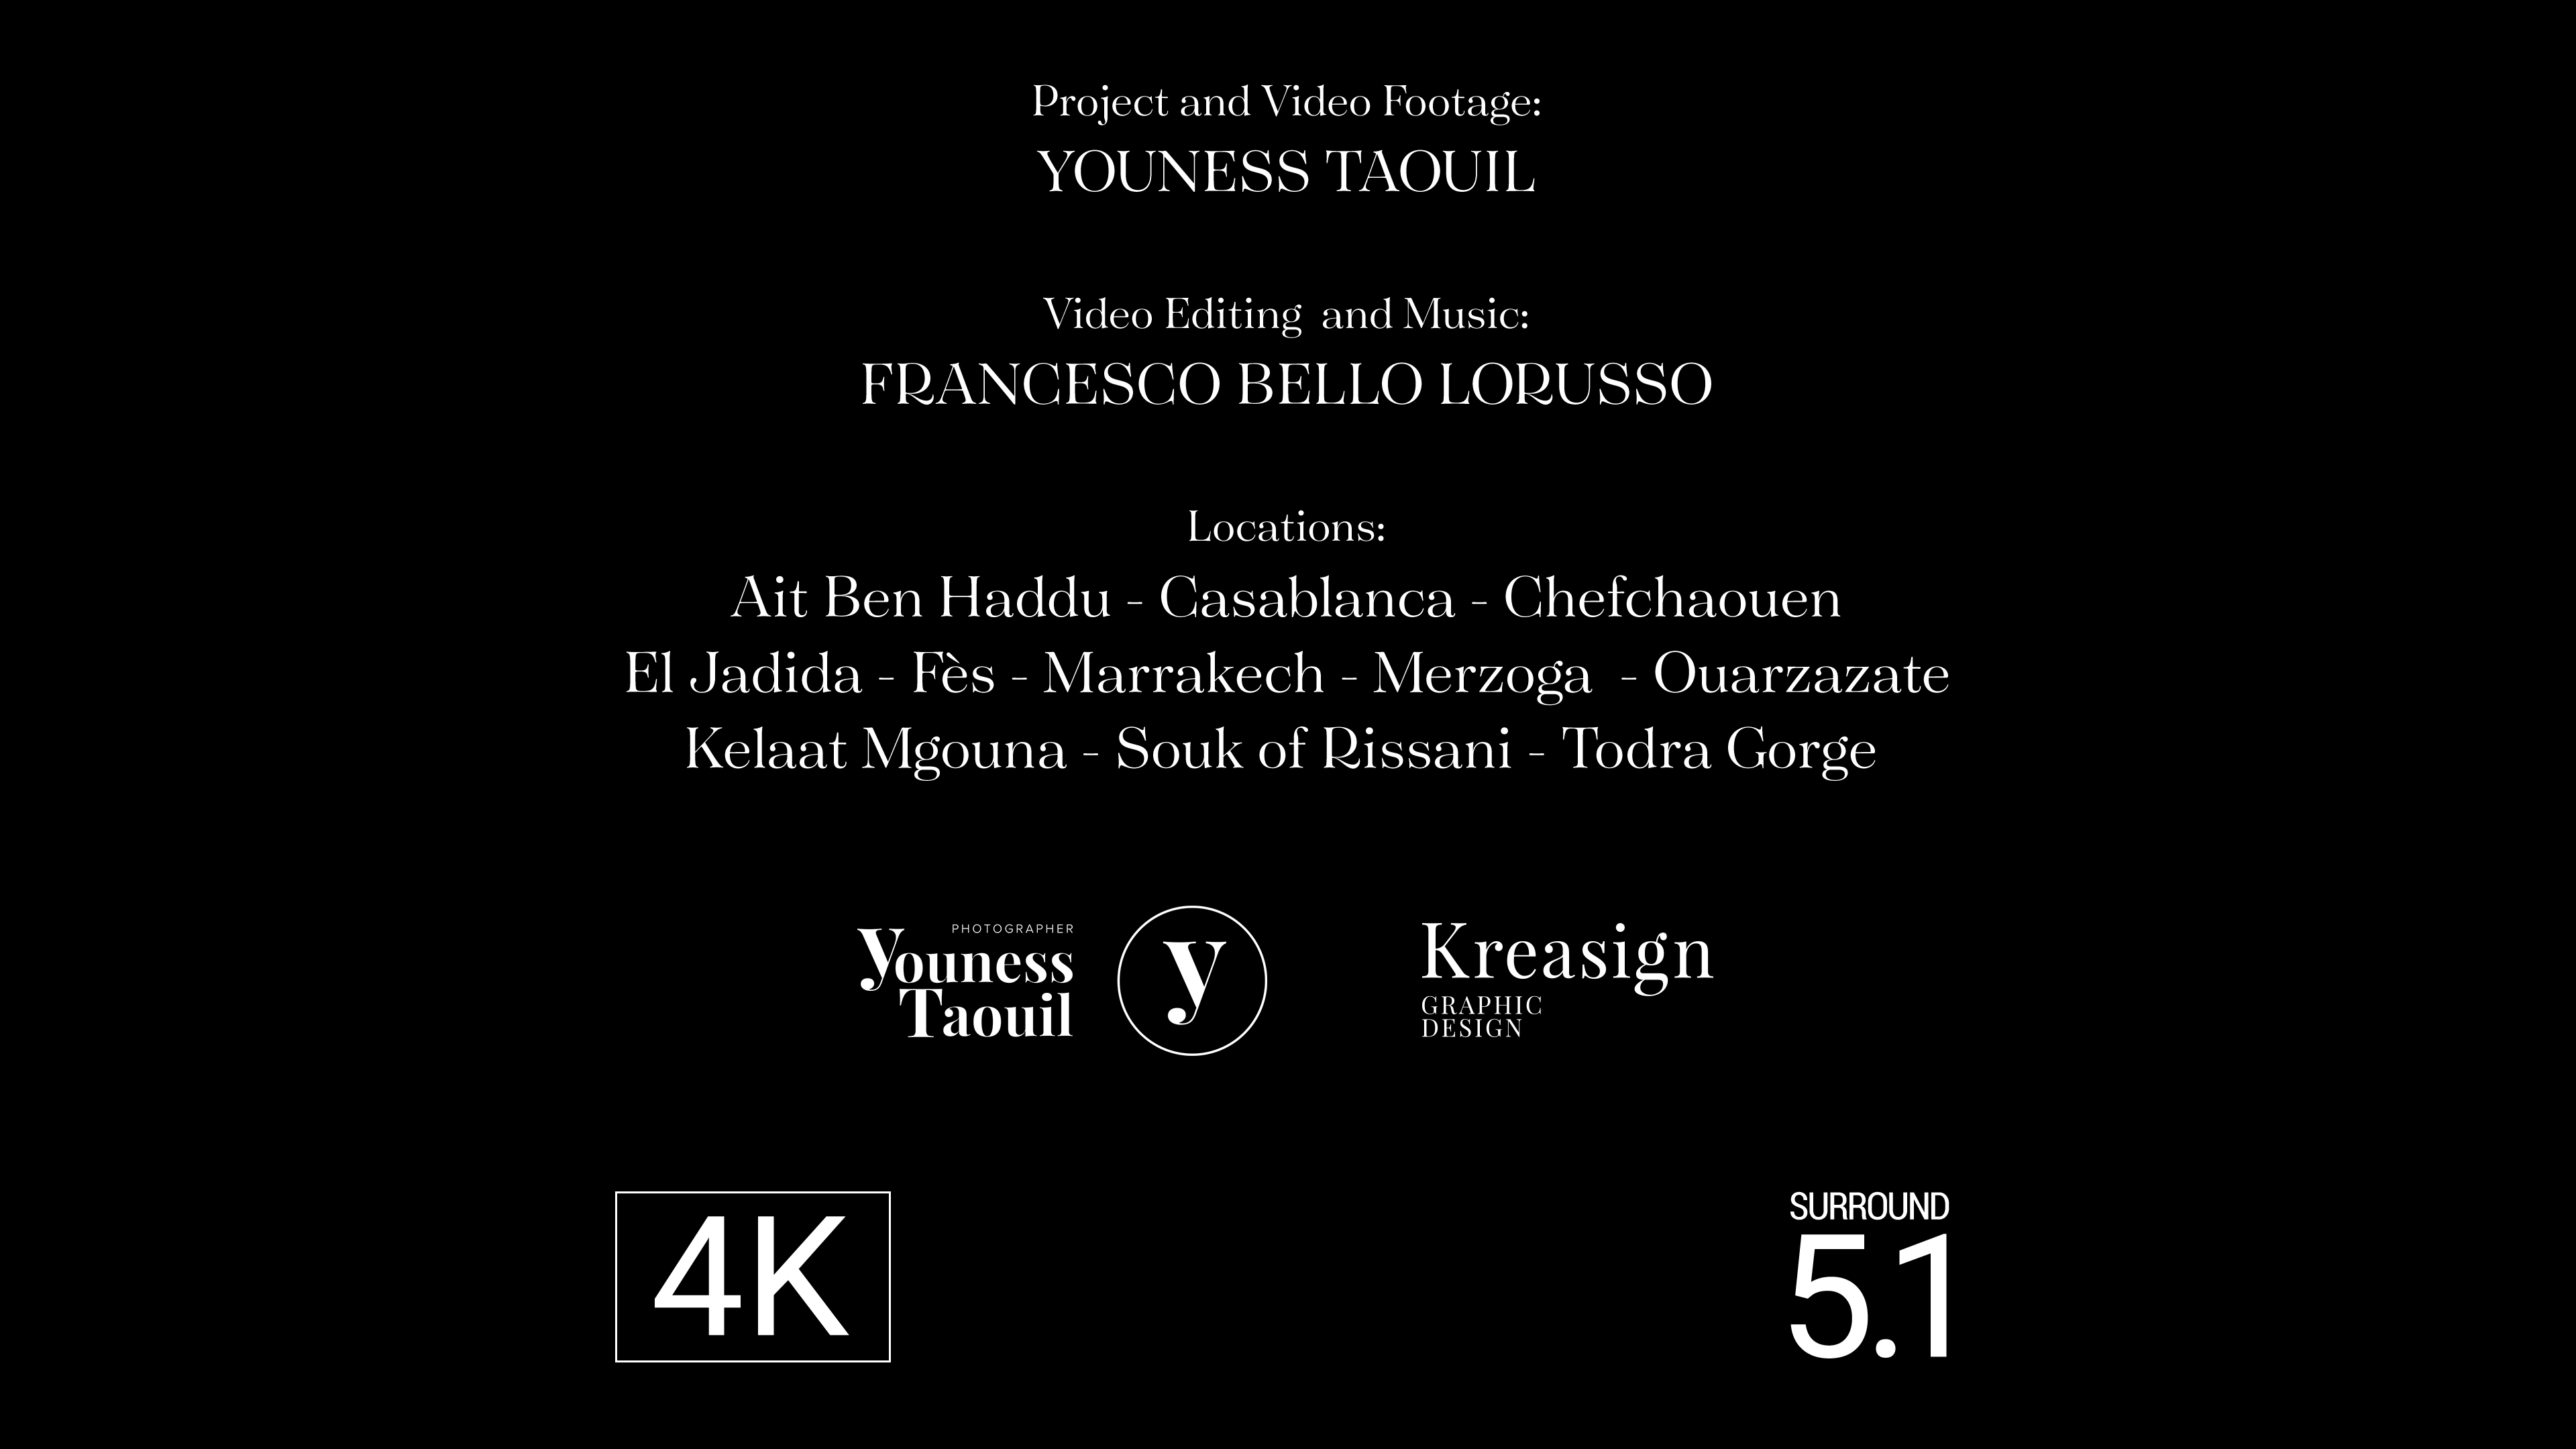 Project and Video Footage:
YOUNESS TAOUIL
Video Editing  and Music:
FRANCESCO BELLO LORUSSO
Locations:
Ait Ben Haddu - Casablanca - Chefchaouen
El Jadida - Fès - Marrakech - Merzoga  - Ouarzazate
Kelaat Mgouna - Souk of Rissani - Todra Gorge
PHOTOGRAPHER
youness
Taouil
y
Kreasign
GRAPHIC
DESIGN
4K
SURROUND
5.1